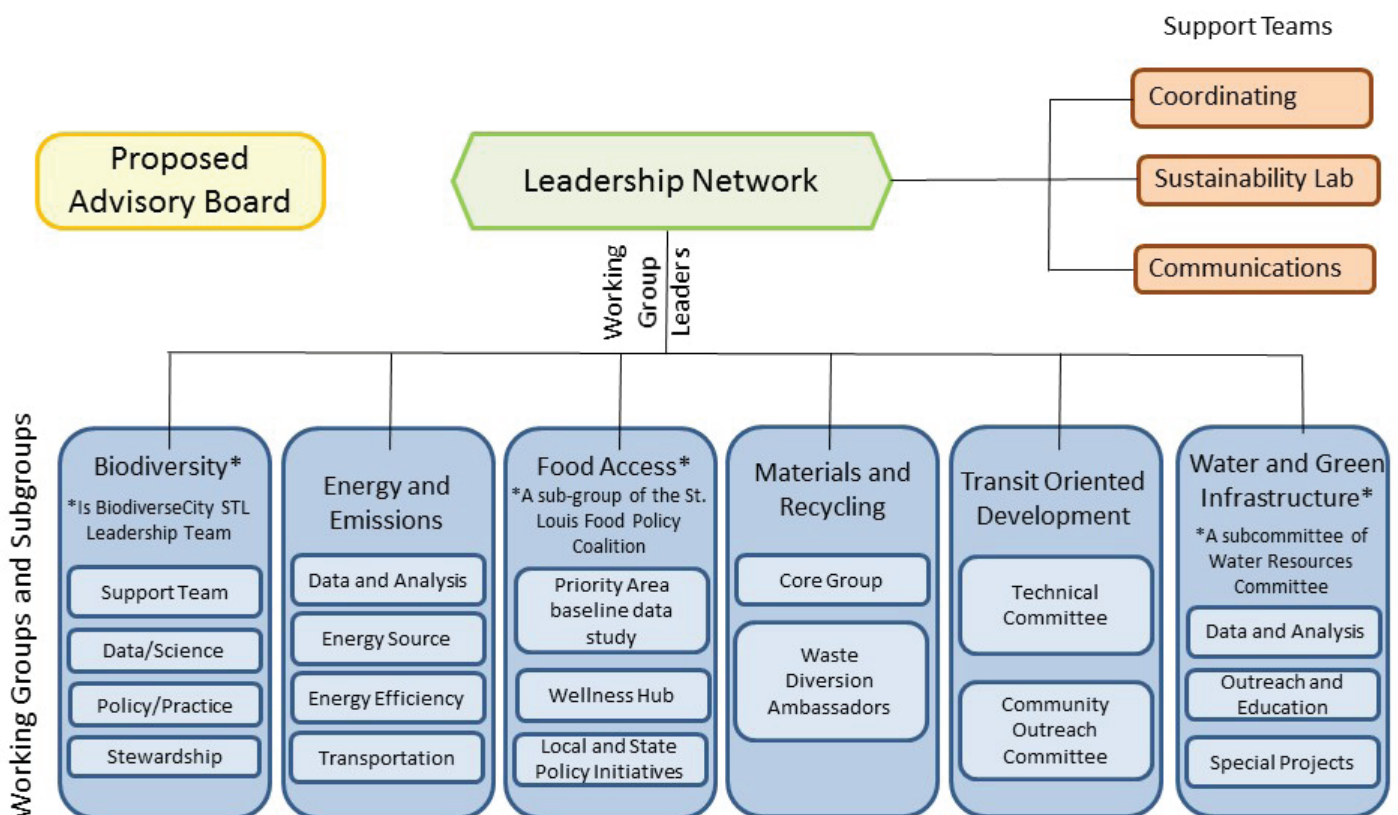 Support Teams
Coordinating
Sustainability Lab
Communications
Proposed
Advisory Board
Leadership Network
Working
Group
Leaders
Working Groups and Subgroups
Biodiversity*
*Is BiodiverseCity STL
Leadership Team
Support Team
Data/Science
Policy/Practice
Stewardship
Energy and
Emissions
Data and Analysis
Energy Source
Energy Efficiency
Transportation
Food Access*
*A sub-group of the St.
Louis Food Policy
Coalition
Priority Area
baseline data
study
Wellness Hub
Local and State
Policy Initiatives
Materials and
Recycling
Core Group
Waste
Diversion
Ambassadors
Transit Oriented
Development
Technical
Committee
Community
Outreach
Committee
Water and Green
Infrastructure*
*A subcommittee of
Water Resources
Committee
Data and Analysis
Outreach and
Education
Special Projects